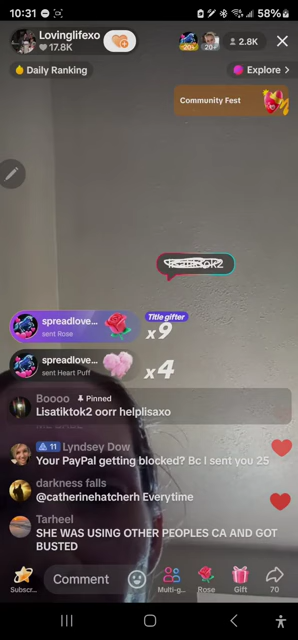 10:31
58%
Lovinglifexo
17.8K
20+
20+
2.8K
Daily Ranking
Explore >
Community Fest
spreadlove...
sent Rose
Title gifter
x9
spreadlove...
sent Heart Puff
x4
Boooo Pinned
Lisatiktok2 oorr helplisaxo
11 Lyndsey Dow
Your PayPal getting blocked? Bc I sent you 2$
darkness falls
@catherinehatcherh Everytime
Tarheel
SHE WAS USING OTHER PEOPLES CA AND GOT
BUSTED
Subscr...
Comment
Multi-g...
Rose
Gift
70